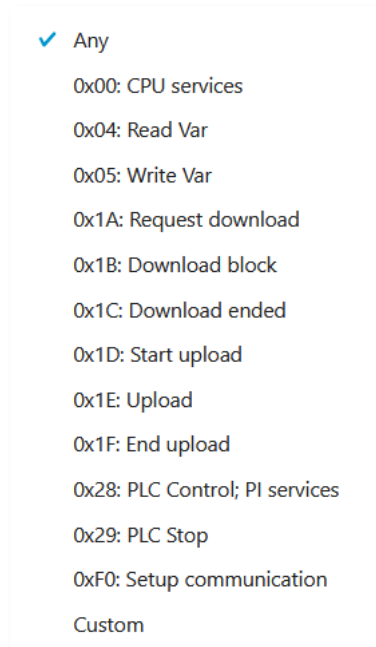 Any
0x00: CPU services
0x04: Read Var
0x05: Write Var
0x1A: Request download
0x1B: Download block
0x1C: Download ended
0x1D: Start upload
0x1E: Upload
0x1F: End upload
0x28: PLC Control; PI services
0x29: PLC Stop
0xF0: Setup communication
Custom